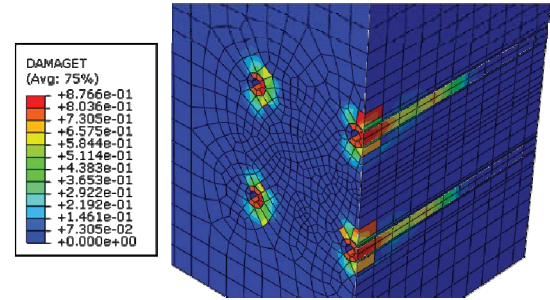 DAMAGET
(Avg: 75%)
+8.766e-01
+8.036e-01
+7.305e-01
+6.575e-01
+5.844e-01
+5.114e-01
+4.383e-01
+3.653e-01
+2.922e-01
+2.192e-01
+1.461e-01
+7.305e-02
+0.000e+00